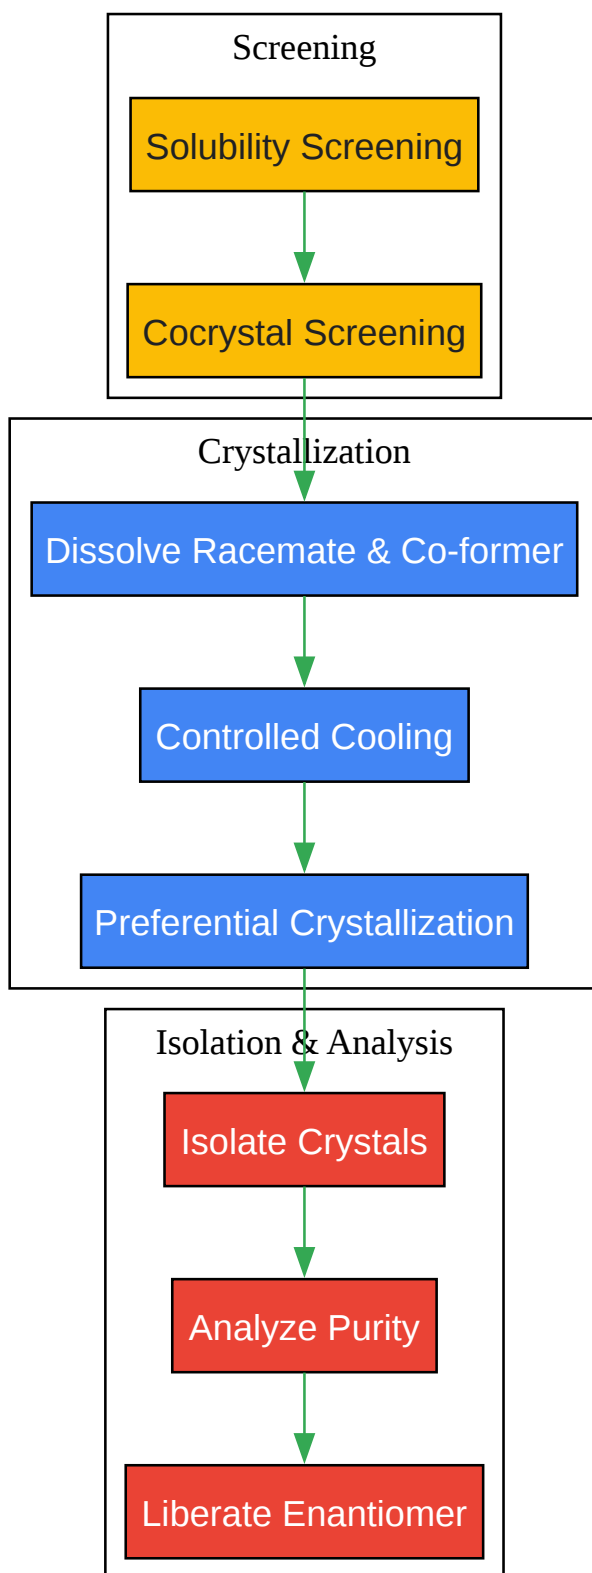 Screening
Solubility Screening
Cocrystal Screening
Crystallization
Dissolve Racemate & Co-former
Controlled Cooling
Preferential Crystallization
Isolation & Analysis
Isolate Crystals
Analyze Purity
Liberate Enantiomer